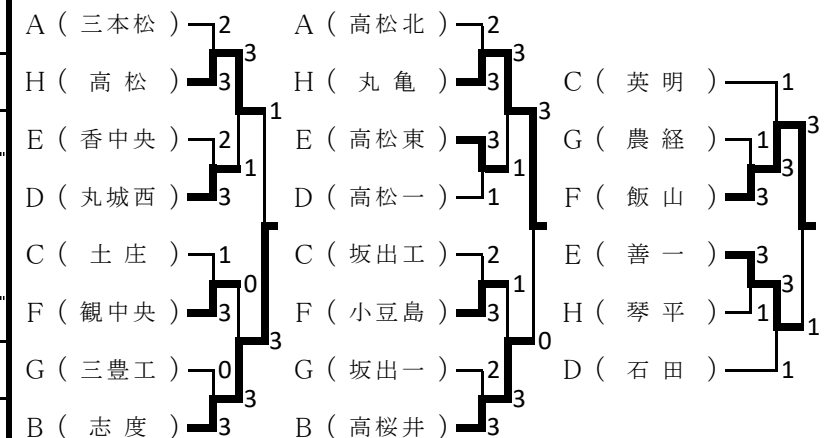 A ( 三本松 ) 2
3
H ( 高 松 ) 3
1
E ( 香中央 ) 2
1
D ( 丸城西 ) 3
C ( 土 庄 ) 1
0
F ( 観中央 ) 3
3
G ( 三豊工 ) 0
3
B ( 志 度 ) 3
A ( 高松北 ) 2
3
H ( 丸 亀 ) 3
3
E ( 高松東 ) 3
1
D ( 高松一 ) 1
C ( 坂出工 ) 2
1
F ( 小豆島 ) 3
0
G ( 坂出一 ) 2
3
B ( 高桜井 ) 3
C ( 英 明 ) 1
3
G ( 農 経 ) 1
3
F ( 飯 山 ) 3
E ( 善 一 ) 3
3
H ( 琴 平 ) 1
1
D ( 石 田 ) 1